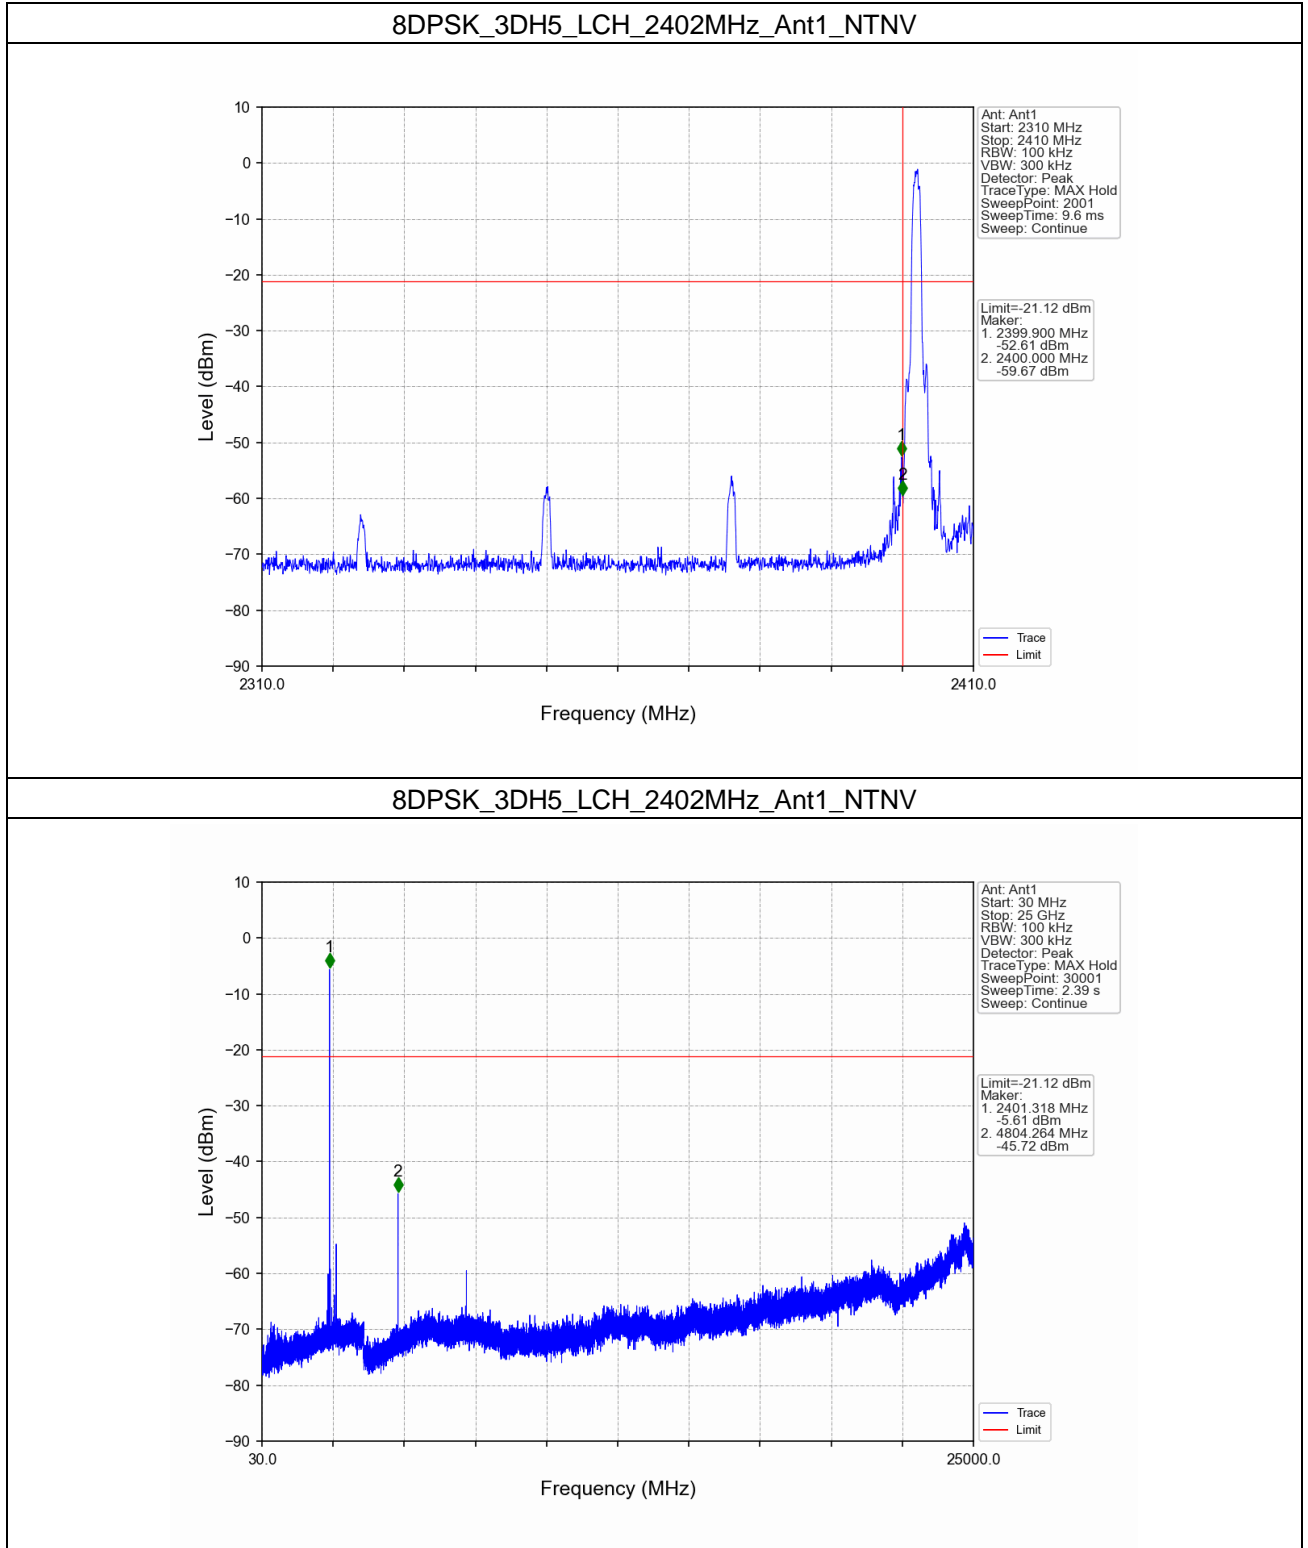 8DPSK_3DH5_LCH_2402MHz_Ant1_NTNV
10
0
−10
−20
−30
−40
−50
−60
−70
−80
−90
Level (dBm)
2310.0
2410.0
Frequency (MHz)
1
2
Ant: Ant1
Start: 2310 MHz
Stop: 2410 MHz
RBW: 100 kHz
VBW: 300 kHz
Detector: Peak
TraceType: MAX Hold
SweepPoint: 2001
SweepTime: 9.6 ms
Sweep: Continue
Limit=-21.12 dBm
Maker:
1. 2399.900 MHz
-52.61 dBm
2. 2400.000 MHz
-59.67 dBm
Trace
Limit
8DPSK_3DH5_LCH_2402MHz_Ant1_NTNV
10
0
−10
−20
−30
−40
−50
−60
−70
−80
−90
Level (dBm)
30.0
25000.0
Frequency (MHz)
1
2
Ant: Ant1
Start: 30 MHz
Stop: 25 GHz
RBW: 100 kHz
VBW: 300 kHz
Detector: Peak
TraceType: MAX Hold
SweepPoint: 30001
SweepTime: 2.39 s
Sweep: Continue
Limit=-21.12 dBm
Maker:
1. 2401.318 MHz
-5.61 dBm
2. 4804.264 MHz
-45.72 dBm
Trace
Limit